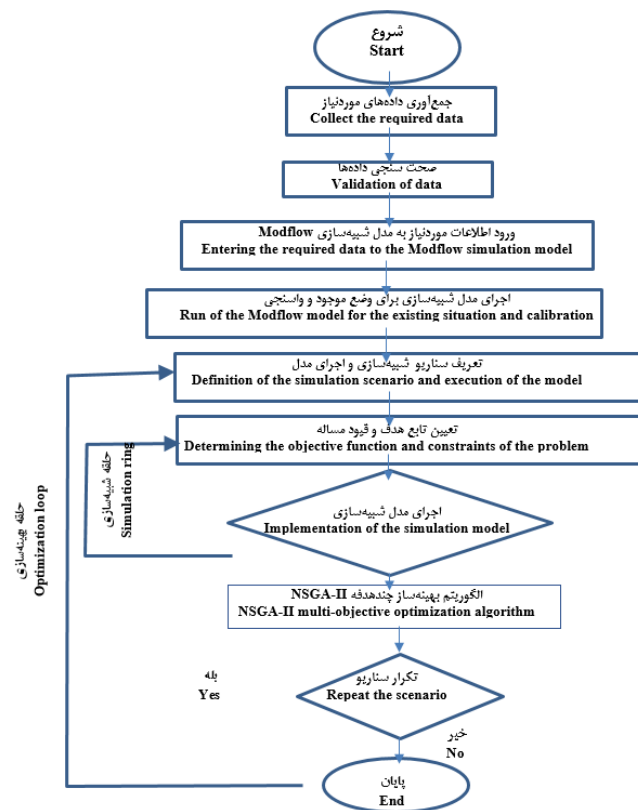 شروع
Start
جمع‌آوری داده‌های موردنیاز
Collect the required data
صحت سنجی داده‌ها
Validation of data
ورود اطلاعات موردنیاز به مدل شبیه‌سازی Modflow
Entering the required data to the Modflow simulation model
اجرای مدل شبیه‌سازی برای وضع موجود و واسنجی
Run of the Modflow model for the existing situation and calibration
تعریف سناریو شبیه‌سازی و اجرای مدل
Definition of the simulation scenario and execution of the model
تعیین تابع هدف و قیود مساله
Determining the objective function and constraints of the problem
حلقه شبیه‌سازی
Simulation ring
حلقه بهینه‌سازی
Optimization loop
اجرای مدل شبیه‌سازی
Implementation of the simulation model
الگوریتم بهینه‌ساز چندهدفه NSGA-II
NSGA-II multi-objective optimization algorithm
بله
Yes
تکرار سناریو
Repeat the scenario
خیر
No
پایان
End